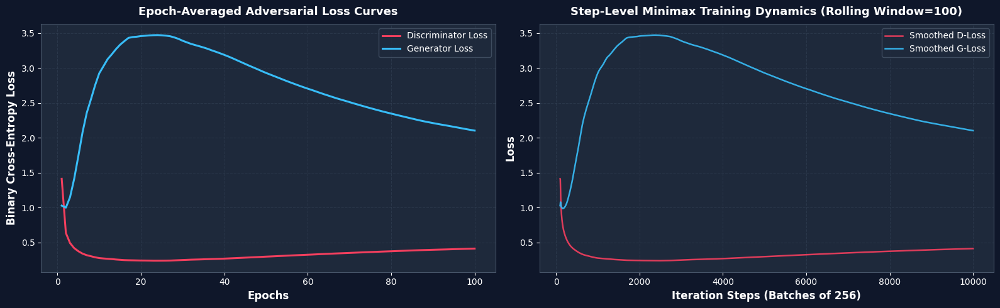 Epoch-Averaged Adversarial Loss Curves
Binary Cross-Entropy Loss
3.5
3.0
2.5
2.0
1.5
1.0
0.5
Discriminator Loss
Generator Loss
0
20
40
60
80
100
Epochs
Step-Level Minimax Training Dynamics (Rolling Window=100)
Loss
3.5
3.0
2.5
2.0
1.5
1.0
0.5
Smoothed D-Loss
Smoothed G-Loss
0
2000
4000
6000
8000
10000
Iteration Steps (Batches of 256)